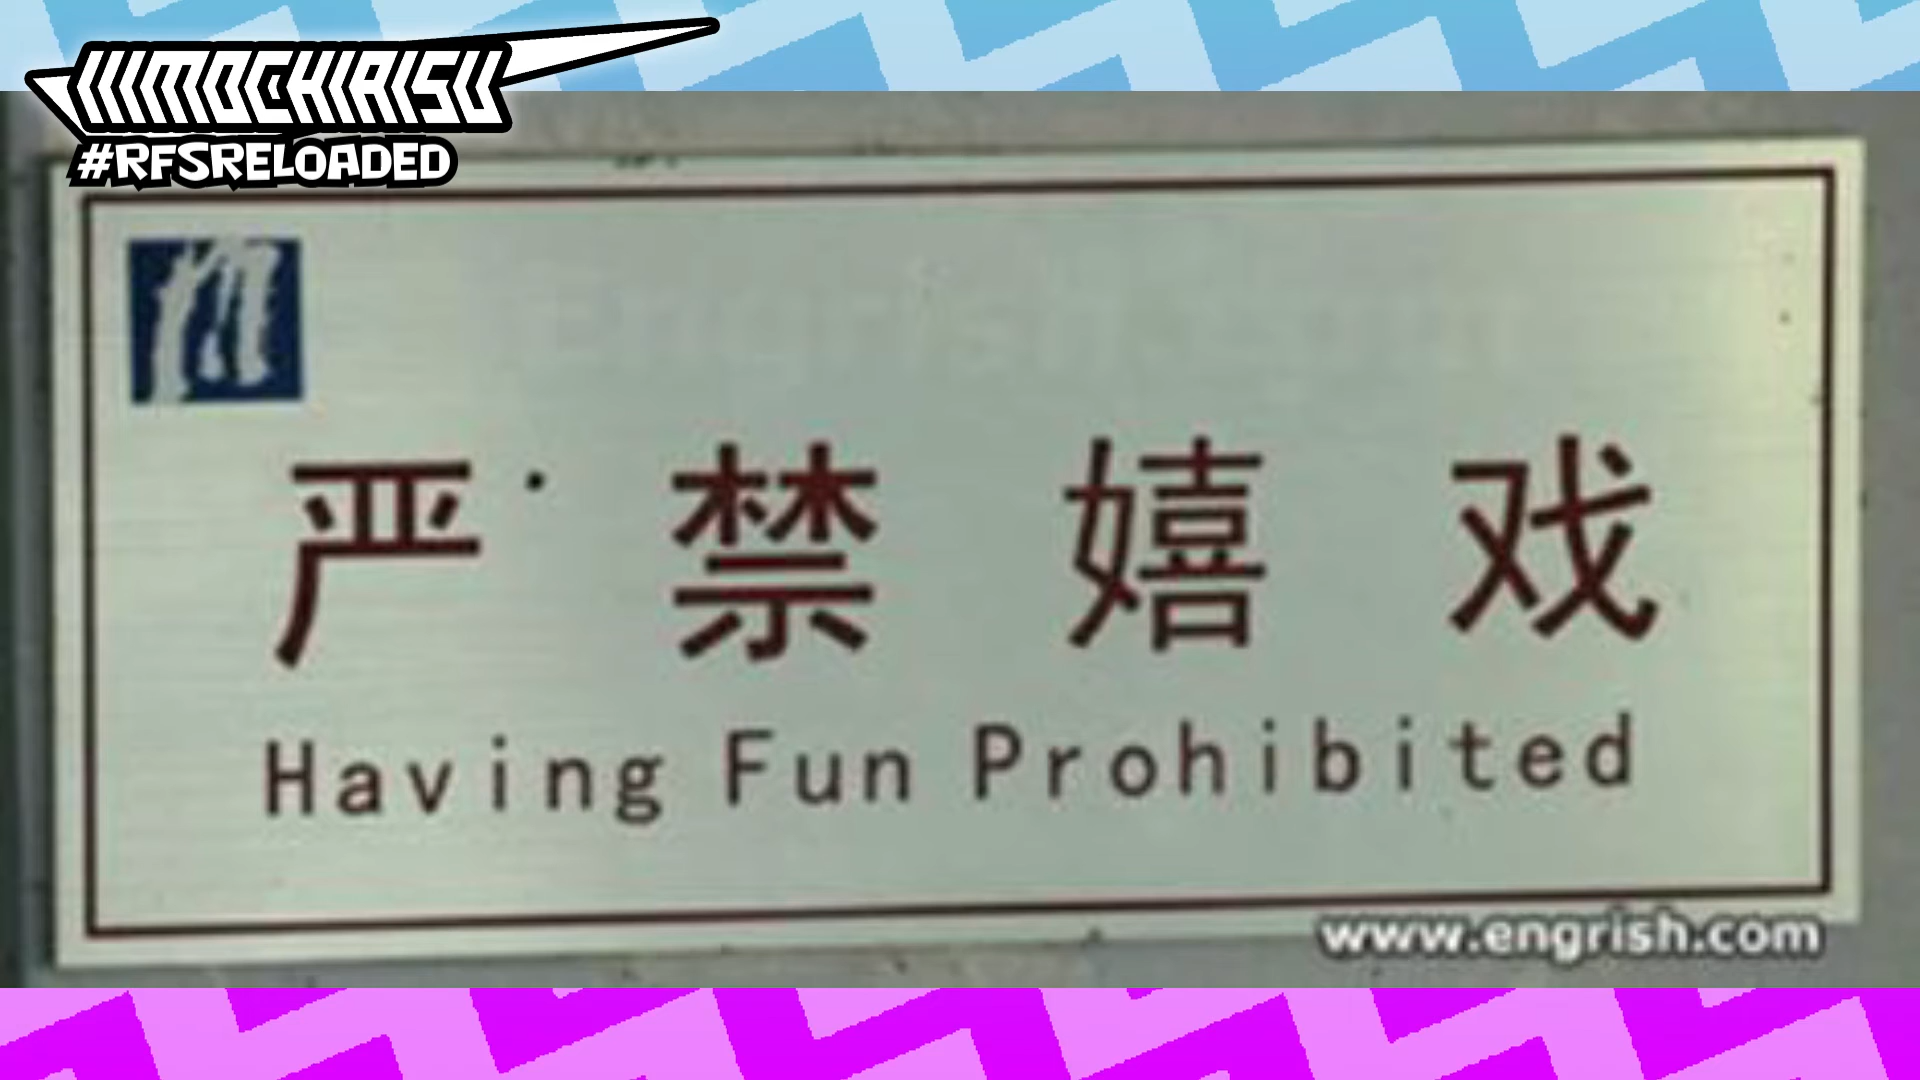 MOCHIRISU
#RFSRELOADED
严禁嬉戏
Having Fun Prohibited
www.engrish.com